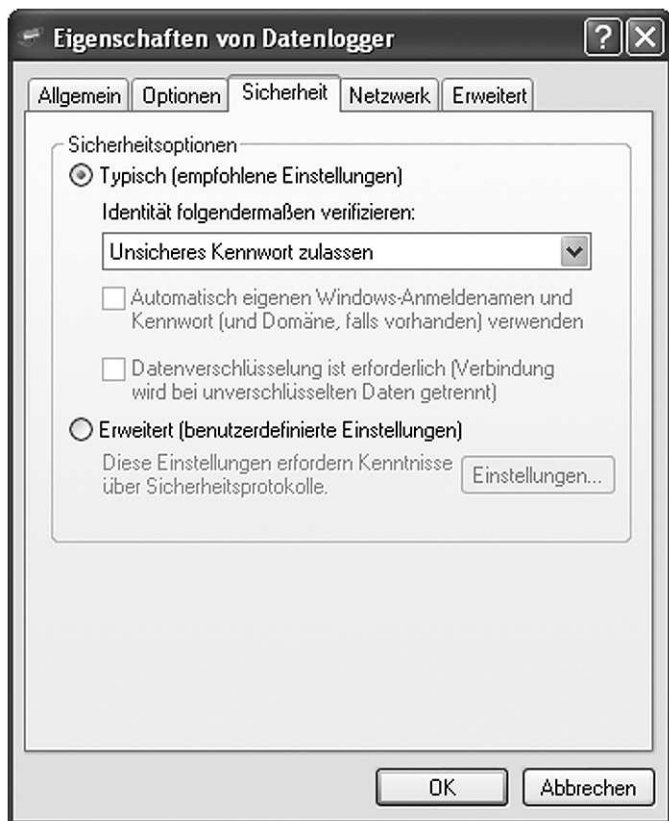 Eigenschaften von Datenlogger
?
Allgemein Optionen Sicherheit Netzwerk Erweitert
Sicherheitsoptionen
Typisch (empfohlene Einstellungen)
Identität folgendermaßen verifizieren:
Unsicheres Kennwort zulassen
Automatisch eigenen Windows-Anmeldenamen und
Kennwort (und Domäne, falls vorhanden) verwenden
Datenverschlüsselung ist erforderlich (Verbindung
wird bei unverschlüsselten Daten getrennt)
Erweitert (benutzerdefinierte Einstellungen)
Diese Einstellungen erfordern Kenntnisse
über Sicherheitsprotokolle.
Einstellungen...
OK Abbrechen